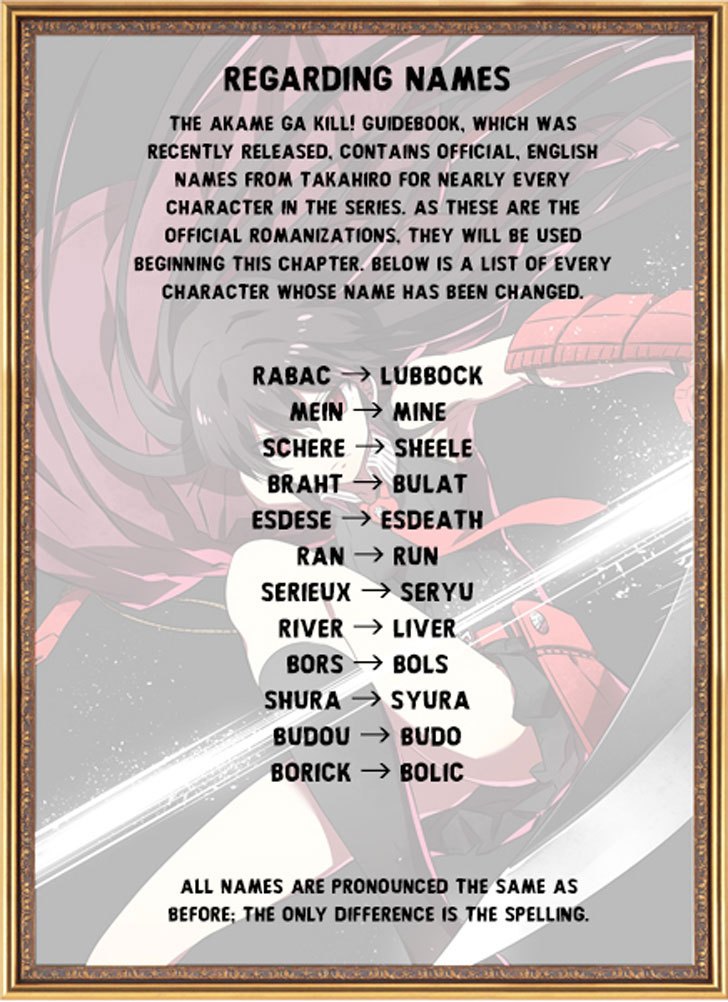 REGARDING NAMES
THE AKAME GA KILL! GUIDEBOOK, WHICH WAS
RECENTLY RELEASED, CONTAINS OFFICIAL, ENGLISH
NAMES FROM TAKAHIRO FOR NEARLY EVERY
CHARACTER IN THE SERIES. AS THESE ARE THE
OFFICIAL ROMANIZATIONS, THEY WILL BE USED
BEGINNING THIS CHAPTER. BELOW IS A LIST OF EVERY
CHARACTER WHOSE NAME HAS BEEN CHANGED.
RABAC → LUBBOCK
MEIN → MINE
SCHERE → SHEELE
BRAHT → BULAT
ESDESE → ESDEATH
RAN → RUN
SERIEUX → SERYU
RIVER → LIVER
BORS → BOLS
SHURA → SYURA
BUDOU → BUDO
BORICK → BOLIC
ALL NAMES ARE PRONOUNCED THE SAME AS
BEFORE; THE ONLY DIFFERENCE IS THE SPELLING.